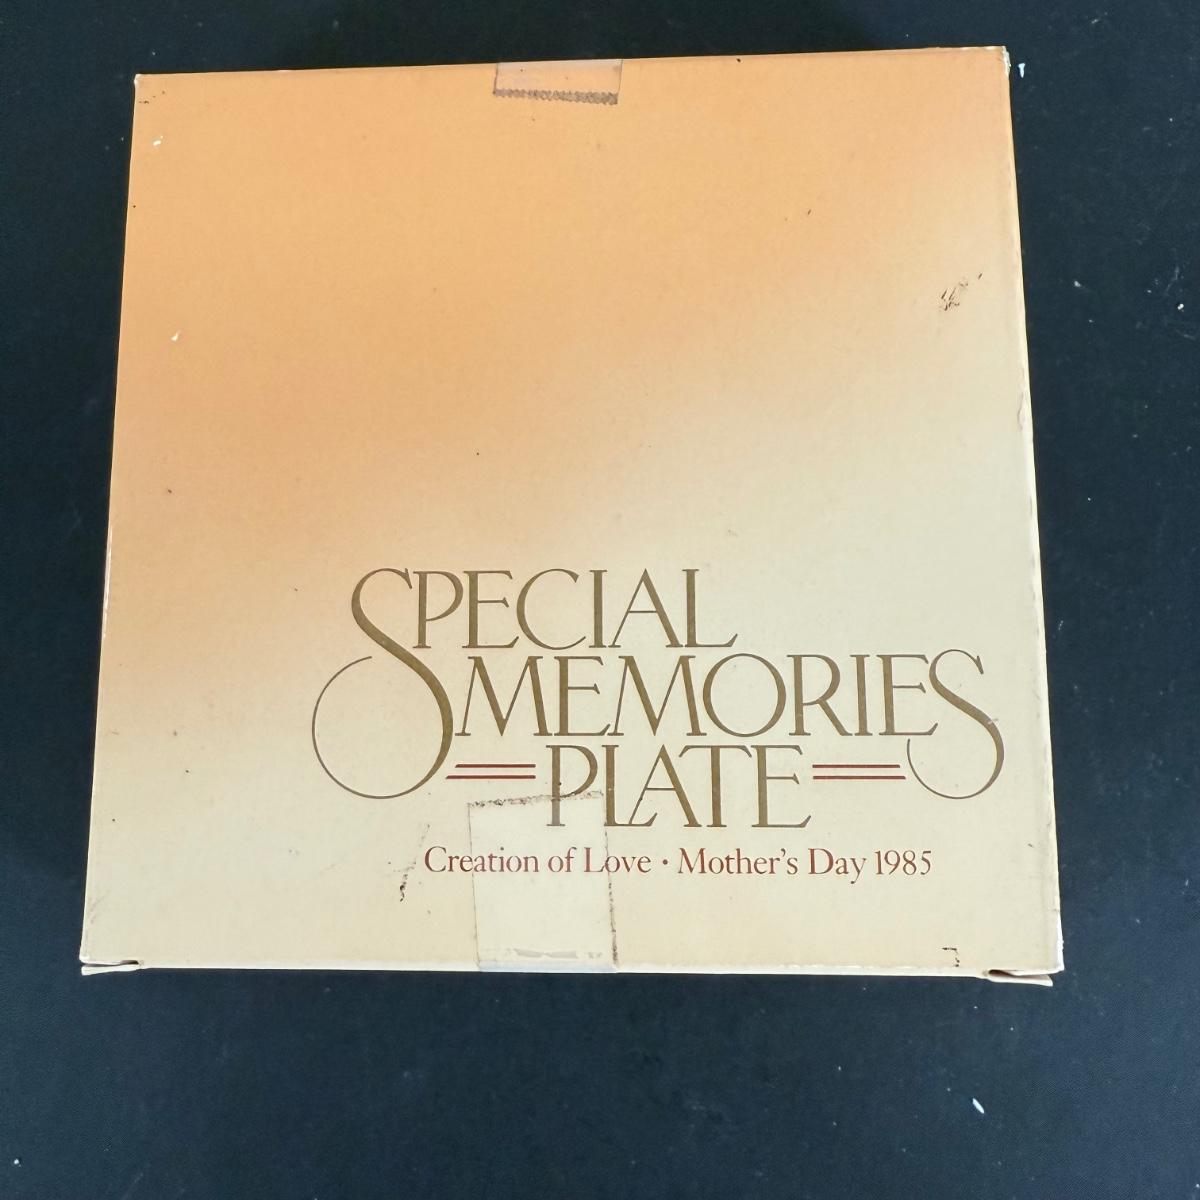 SPECIAL
MEMORIES
PLATE
Creation of Love • Mother's Day 1985